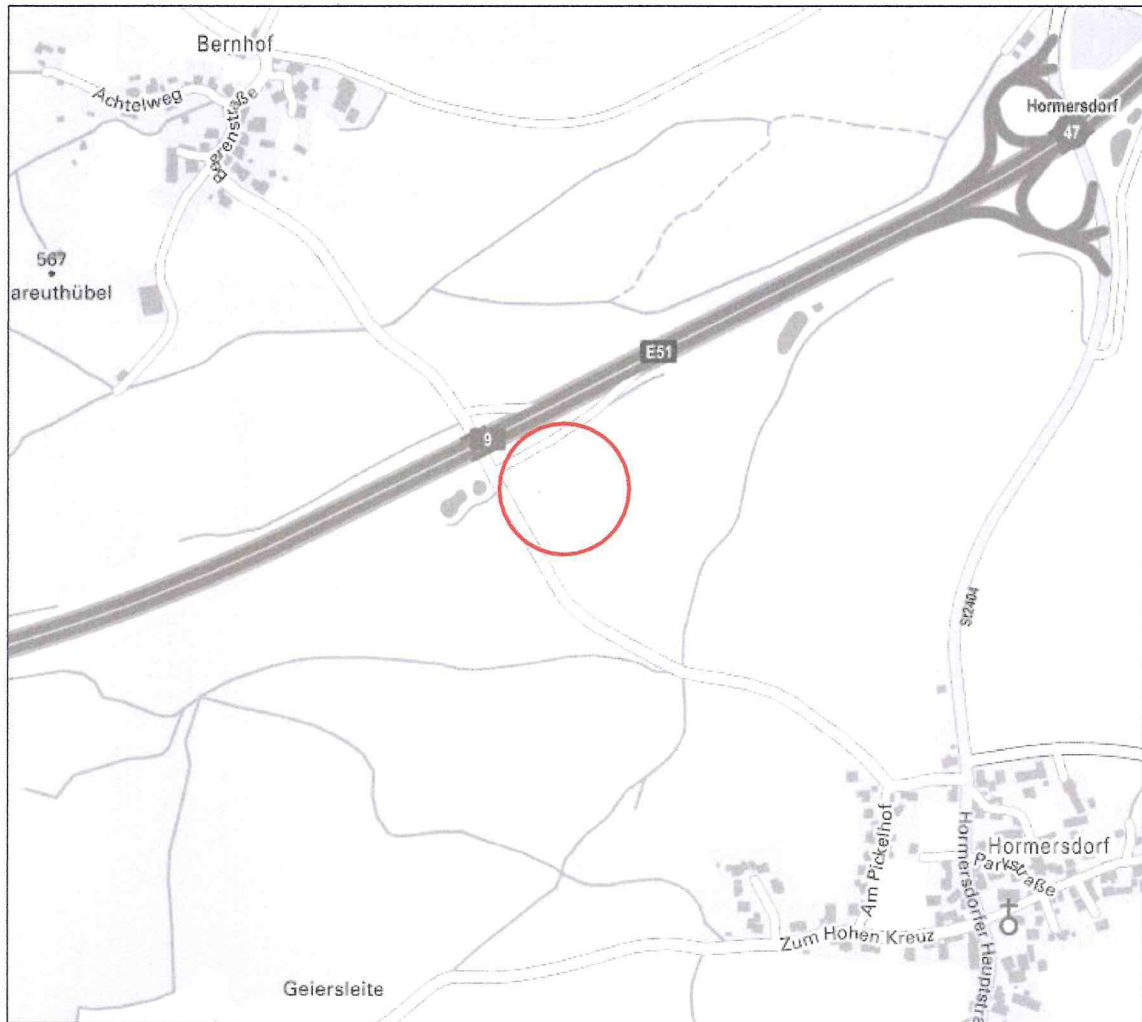 Bernhof
Achtelweg
Beerenstraße
Hormersdorf
47
567
areuthübel
E51
9
St2404
Am Pickelhof
Hormersdorf
Parkstraße
Hormersdorfer Hauptstra
Zum Hohen Kreuz
Geiersleite